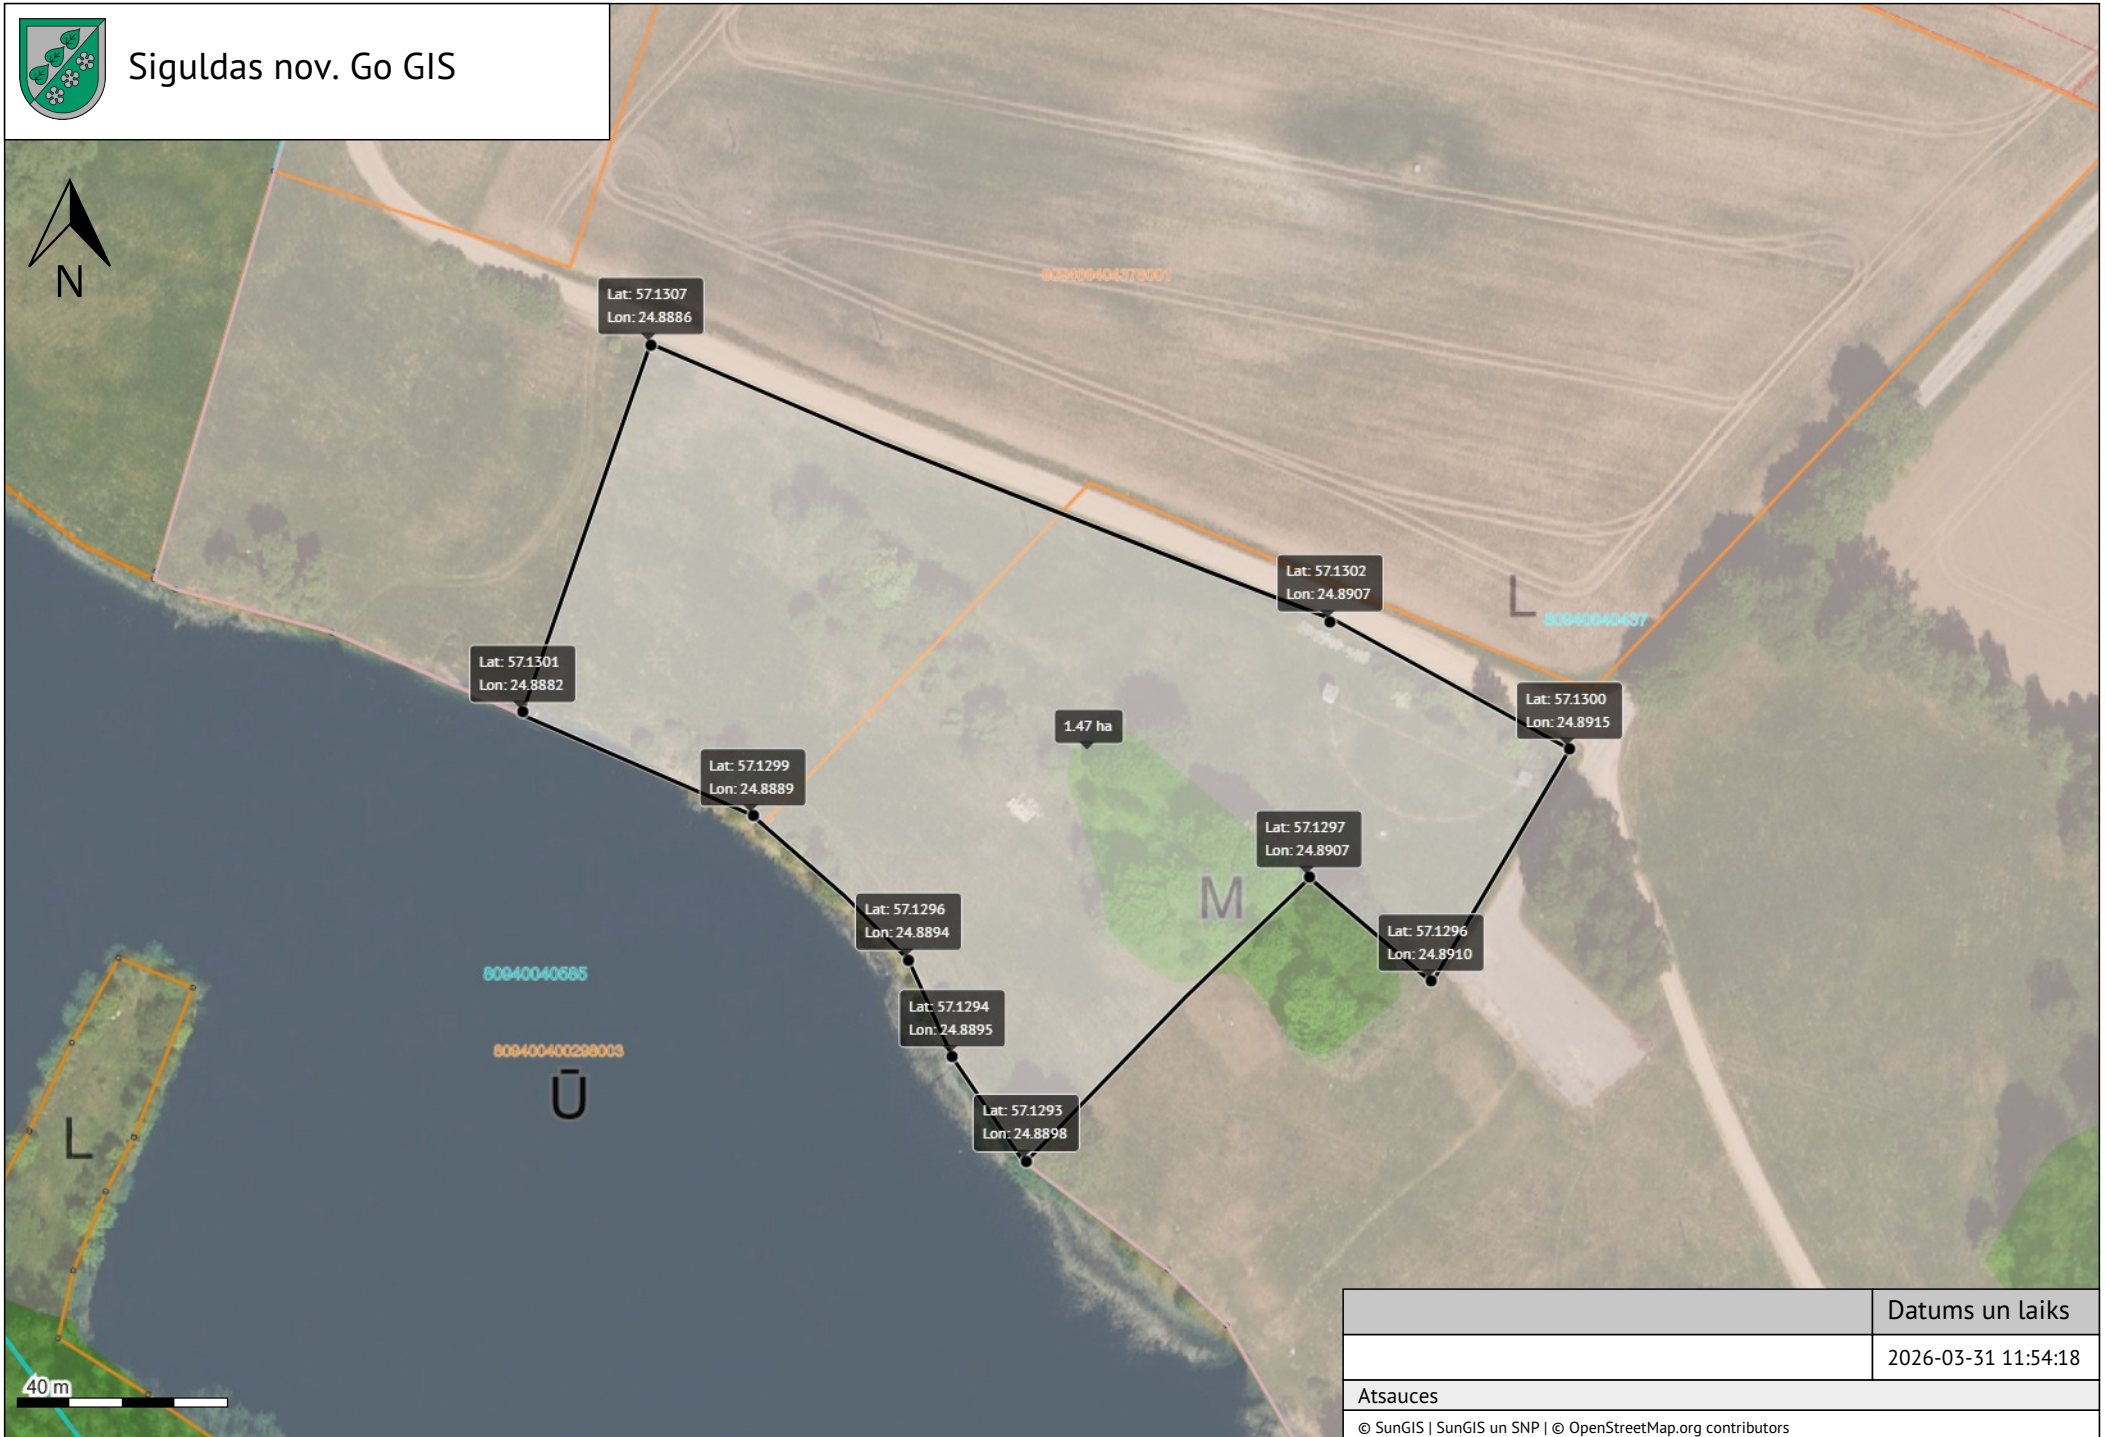 Siguldas nov. Go GIS
N
809400404378001
Lat: 57.1307
Lon: 24.8886
Lat: 57.1302
Lon: 24.8907
L
80940040437
Lat: 57.1301
Lon: 24.8882
Lat: 57.1300
Lon: 24.8915
1.47 ha
Lat: 57.1299
Lon: 24.8889
Lat: 57.1297
Lon: 24.8907
M
Lat: 57.1296
Lon: 24.8894
Lat: 57.1296
Lon: 24.8910
80940040585
Lat: 57.1294
Lon: 24.8895
809400400298003
Ū
L
Lat: 57.1293
Lon: 24.8898
40 m
Datums un laiks
2026-03-31 11:54:18
Atsauces
© SunGIS | SunGIS un SNP | © OpenStreetMap.org contributors